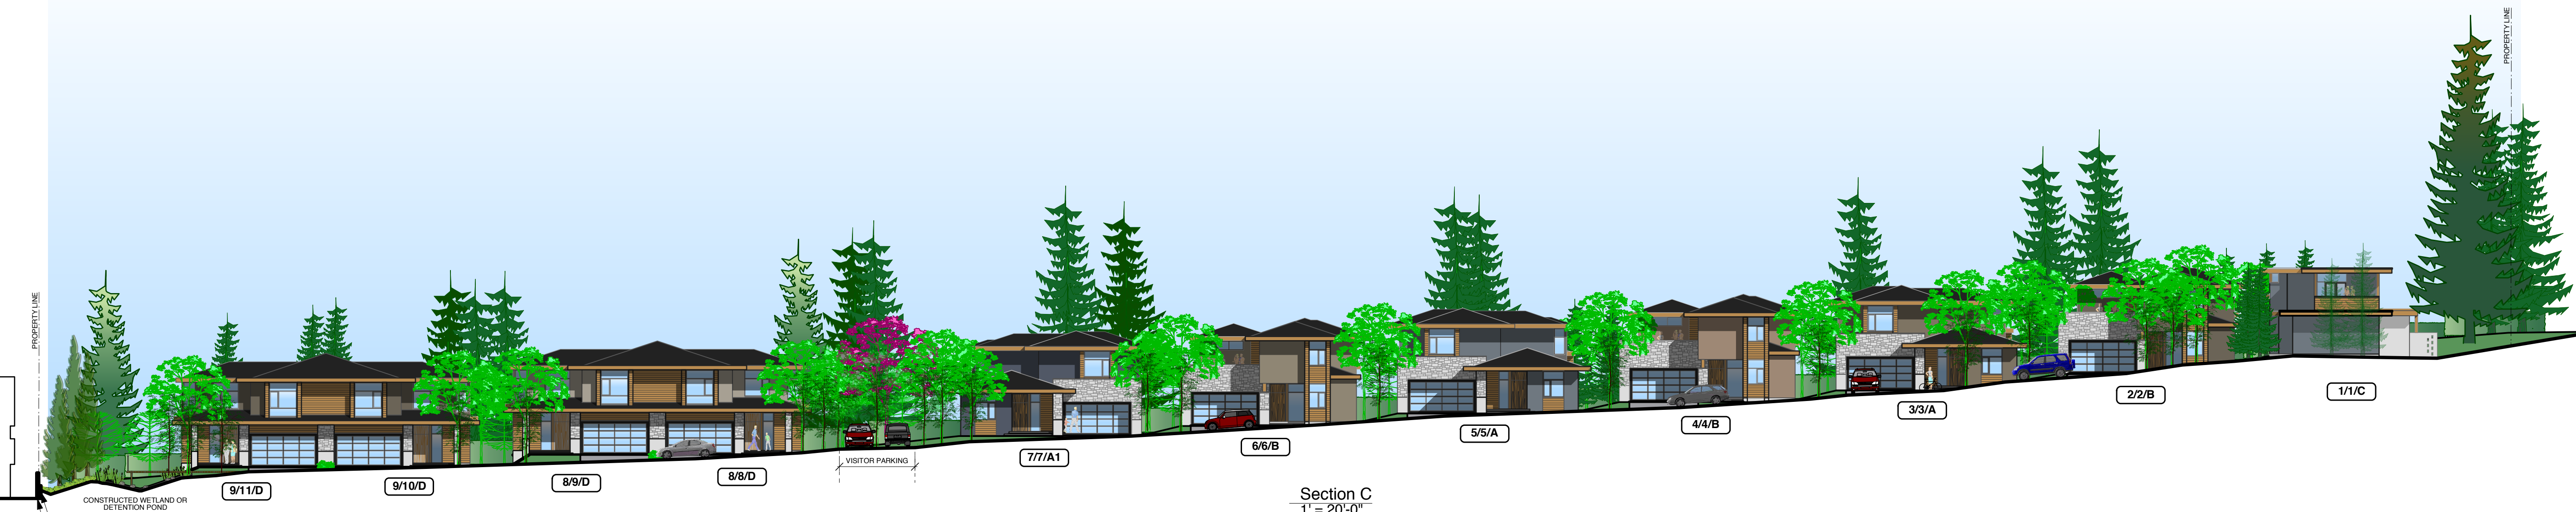 PROPERTY LINE
PROPERTY LINE
1/1/C
2/2/B
3/3/A
4/4/B
5/5/A
6/6/B
7/7/A1
VISITOR PARKING
8/8/D
8/9/D
9/10/D
9/11/D
CONSTRUCTED WETLAND OR
DETENTION POND
Section C
1' = 20'-0"